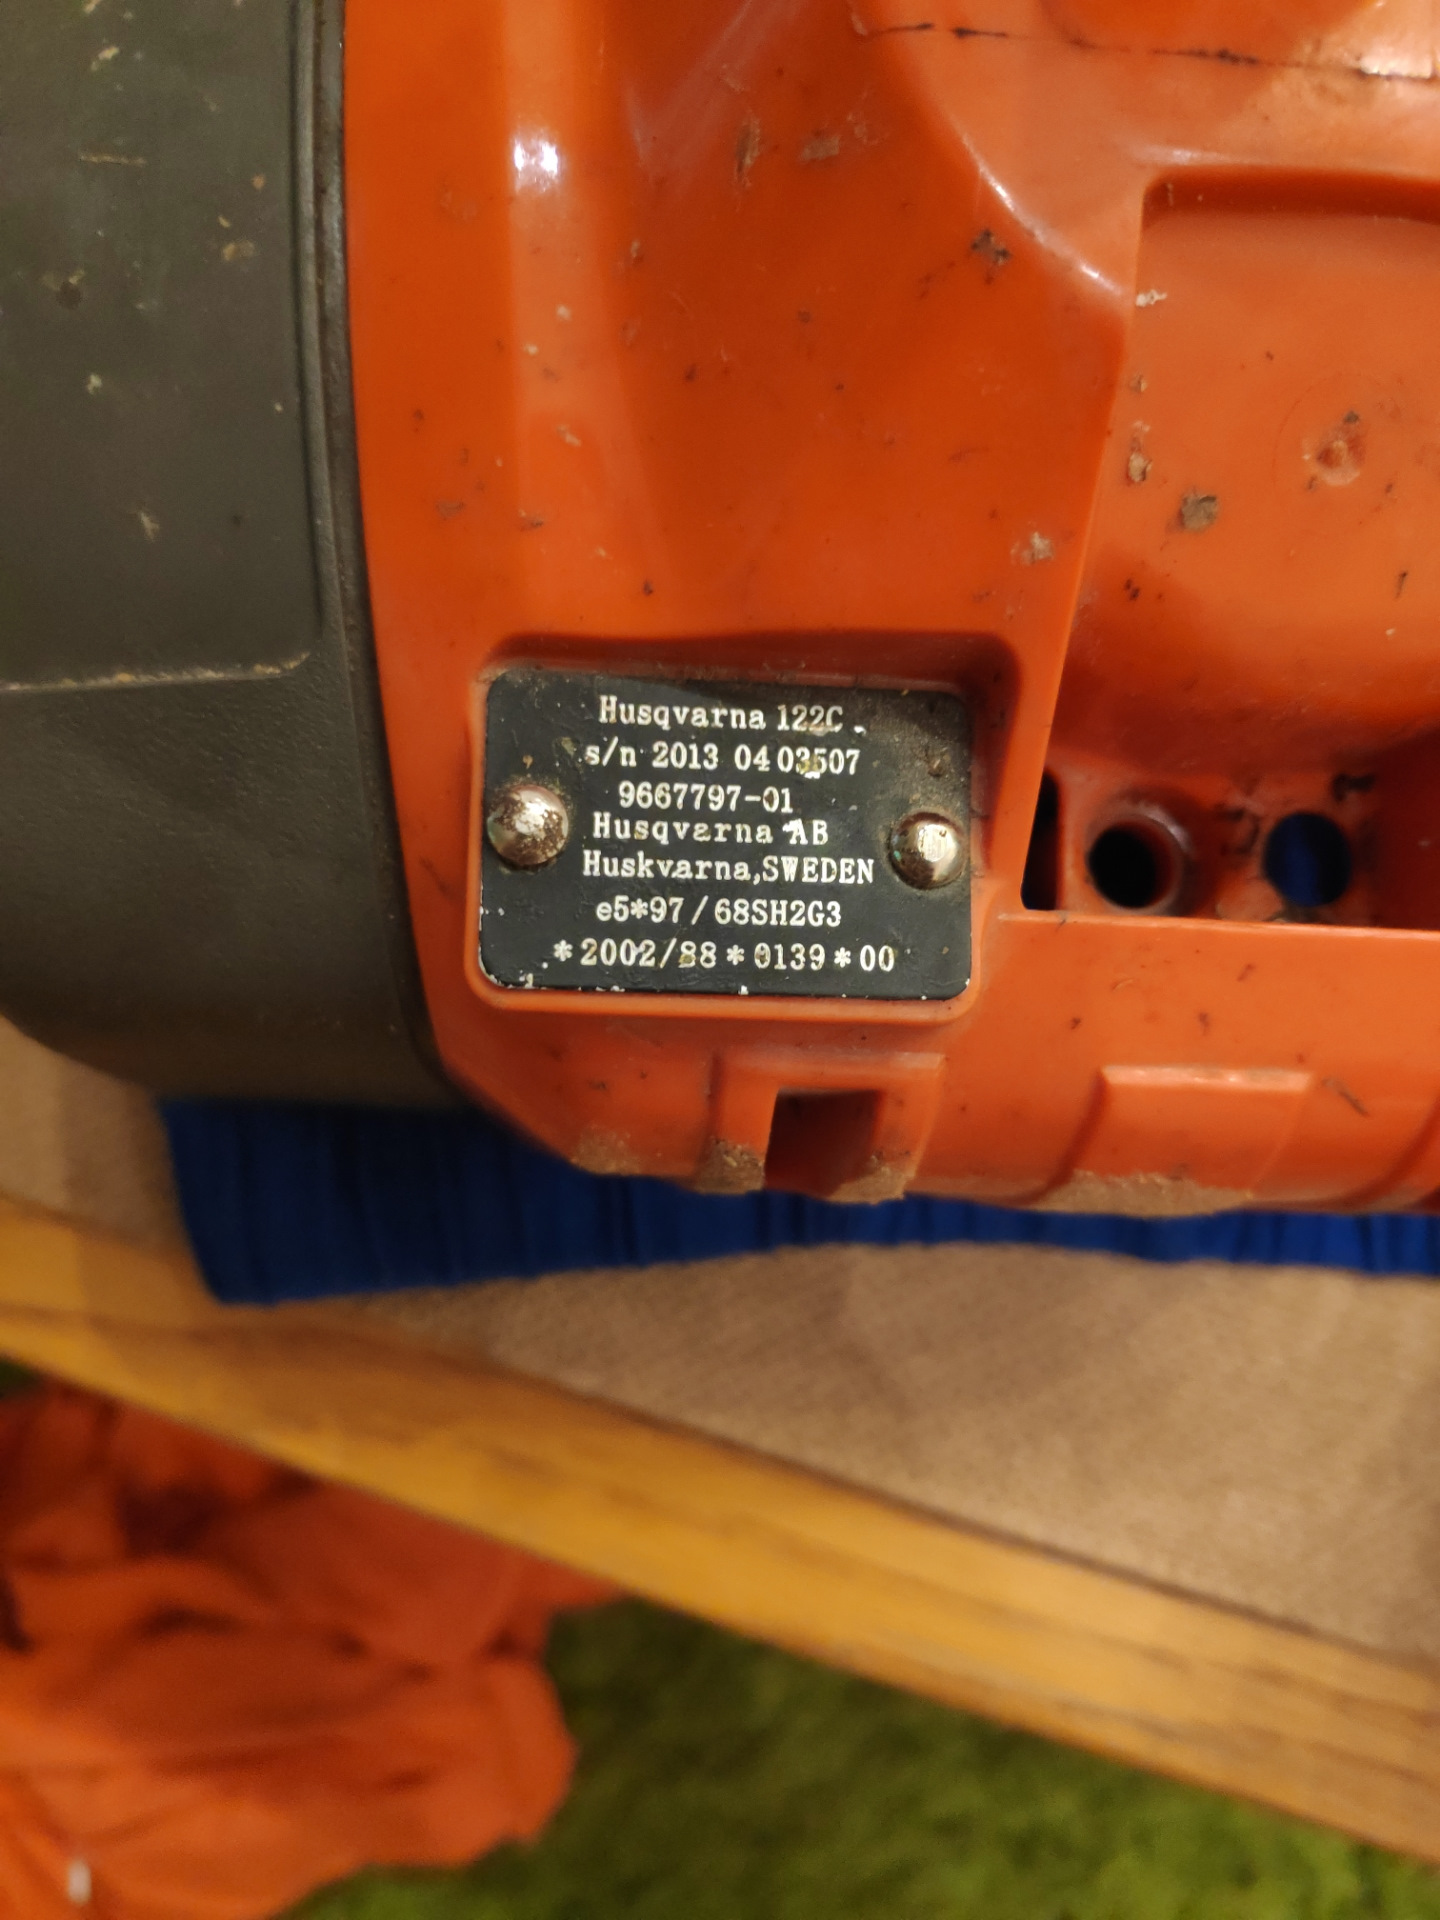 Husqvarna 122C
s/n 2013 04 03507
9667797-01
Husqvarna AB
Huskvarna,SWEDEN
e5*97/68SH2G3
*2002/88*0139*00